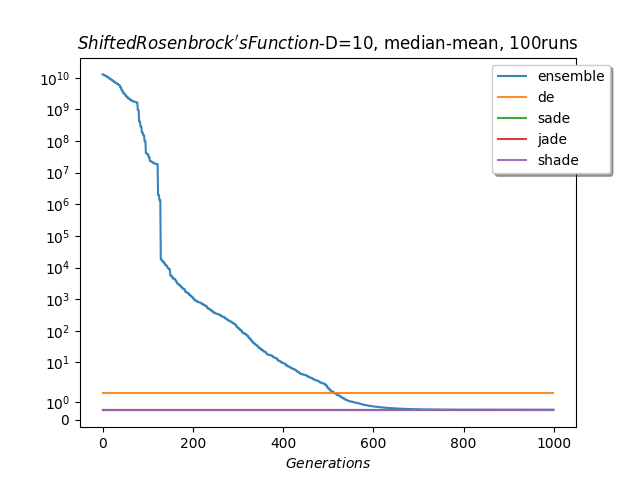 ShiftedRosenbrock'sFunction-D=10, median-mean, 100runs
ensemble
de
sade
jade
shade
10^10
10^9
10^8
10^7
10^6
10^5
10^4
10^3
10^2
10^1
10^0
0
0 200 400 600 800 1000
Generations